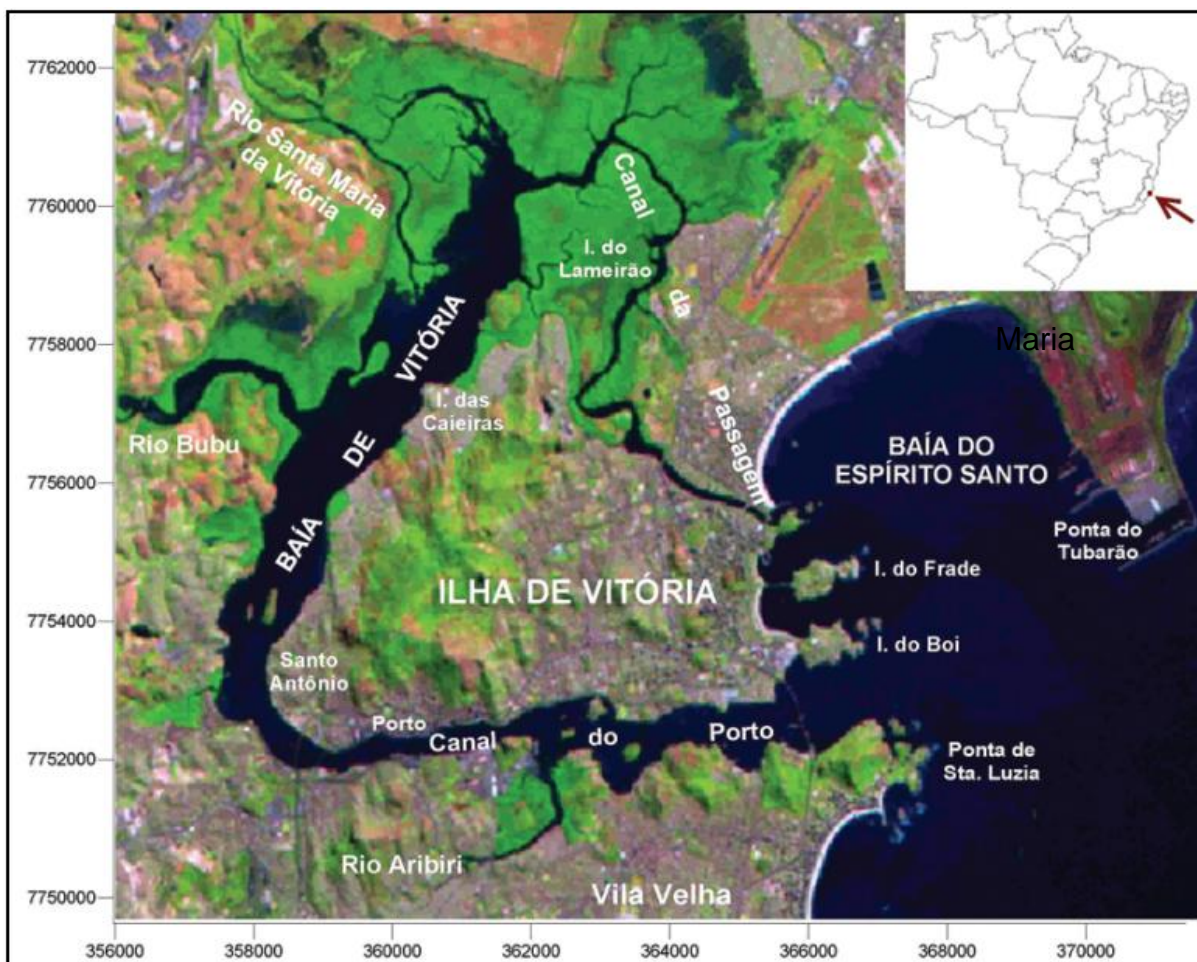 7762000
7760000
7758000
7756000
7754000
7752000
7750000
Rio Santa Maria
da Vitória
Canal
da
Passagem
I. do
Lameirão
Maria
BAÍA DE VITÓRIA
I. das
Caieiras
Rio Bubu
BAÍA DO
ESPÍRITO SANTO
Ponta do
Tubarão
I. do Frade
ILHA DE VITÓRIA
I. do Boi
Santo
Antônio
Porto
Canal do Porto
Ponta de
Sta. Luzia
Rio Aribiri
Vila Velha
356000 358000 360000 362000 364000 366000 368000 370000